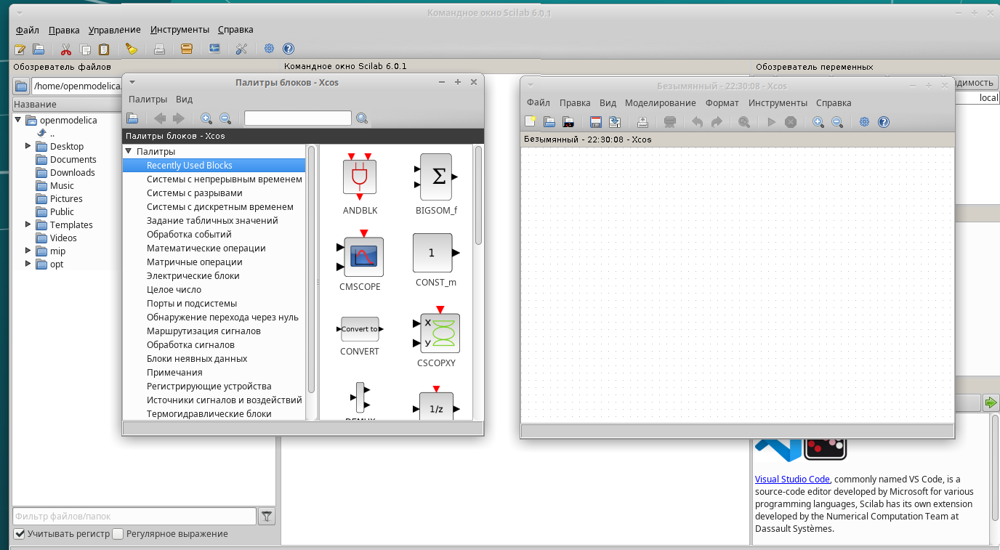 Командное окно Scilab 6.0.1
Файл Правка Управление Инструменты Справка
Обозреватель файлов
/home/openmodelica
Название
openmodelica
..
Desktop
Documents
Downloads
Music
Pictures
Public
Templates
Videos
mip
opt
Фильтр файлов/папок
Учитывать регистр Регулярное выражение
Командное окно Scilab 6.0.1
Палитры блоков - Xcos
Палитры Вид
Палитры блоков - Xcos
Палитры
Recently Used Blocks
Системы с непрерывным временем
Системы с разрывами
Системы с дискретным временем
Задание табличных значений
Обработка событий
Математические операции
Матричные операции
Электрические блоки
Целое число
Порты и подсистемы
Обнаружение перехода через нуль
Маршрутизация сигналов
Обработка сигналов
Блоки неявных данных
Примечания
Регистрирующие устройства
Источники сигналов и воздействий
Термогидравлические блоки
ANDBLK
Σ
BIGSOM_f
CMSCOPE
1
CONST_m
Convert to
CONVERT
X
y
CSCOPXY
1/z
Безымянный - 22:30:08 - Xcos
Файл Правка Вид Моделирование Формат Инструменты Справка
Безымянный - 22:30:08 - Xcos
Обозреватель переменных
local
Visual Studio Code, commonly named VS Code, is a
source-code editor developed by Microsoft for various
programming languages, Scilab has its own extension
developed by the Numerical Computation Team at
Dassault Systèmes.